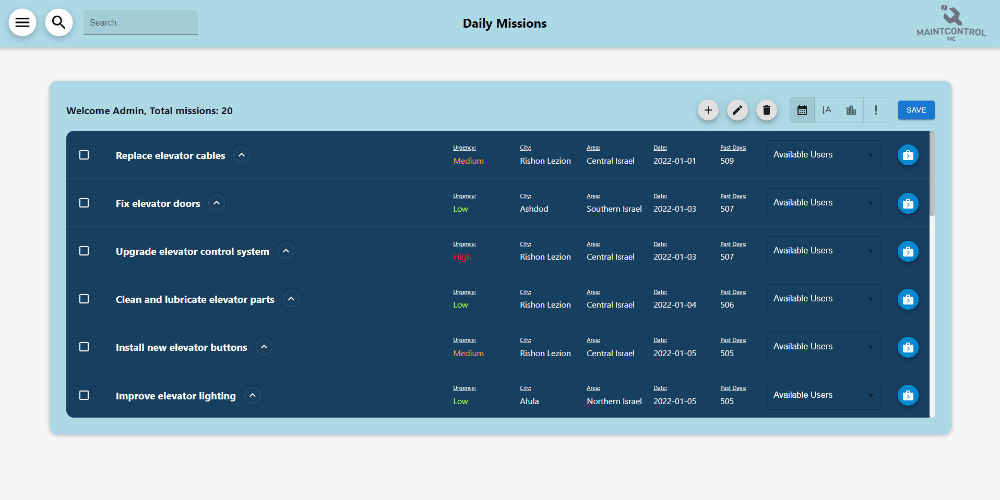 Search
Daily Missions
MAINTCONTROL
MC
Welcome Admin, Total missions: 20
SAVE
Replace elevator cables
Urgency: City: Area: Date: Past Days:
Medium Rishon Lezion Central Israel 2022-01-01 509
Available Users
Fix elevator doors
Urgency: City: Area: Date: Past Days:
Low Ashdod Southern Israel 2022-01-03 507
Available Users
Upgrade elevator control system
Urgency: City: Area: Date: Past Days:
High Rishon Lezion Central Israel 2022-01-03 507
Available Users
Clean and lubricate elevator parts
Urgency: City: Area: Date: Past Days:
Low Rishon Lezion Central Israel 2022-01-04 506
Available Users
Install new elevator buttons
Urgency: City: Area: Date: Past Days:
Medium Rishon Lezion Central Israel 2022-01-05 505
Available Users
Improve elevator lighting
Urgency: City: Area: Date: Past Days:
Low Afula Northern Israel 2022-01-05 505
Available Users